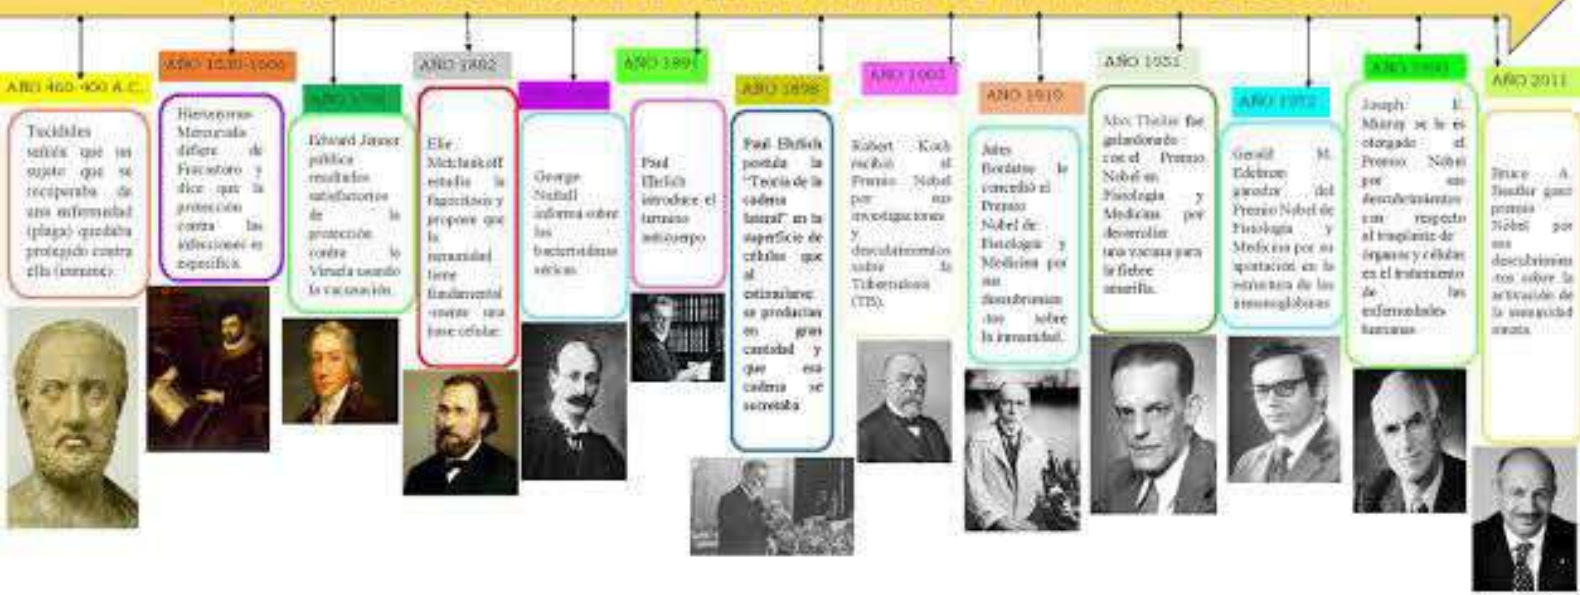 AÑO 460-400 A.C.
Tucídides
señaló que un
sujeto que se
recuperaba de
una enfermedad
(plaga) quedaba
protegido contra
ella (inmune).
Hieronymus
Mercurialis
difiere de
Fracastoro y
dice que la
protección
contra las
infecciones es
específica.
Edward Jenner
publica
resultados
satisfactorios
de la
protección
contra la
Viruela usando
la vacunación.
AÑO 1882
Elie
Metchnikoff
estudia la
fagocitosis y
propone que
la
inmunidad
tiene
fundamental
-mente una
base celular.
George
Nuttall
informa sobre
las
bactericidinas
séricas.
AÑO 1891
Paul
Ehrlich
introduce el
termino
anticuerpo
AÑO 1898
Paul Ehrlich
postula la
"Teoría de la
cadena
lateral" en la
superficie de
células que
al
estimularse
se producían
en gran
cantidad y
que esa
cadena se
secretaba
AÑO 1905
Robert Koch
recibió el
Premio Nobel
por sus
investigaciones
y
descubrimientos
sobre la
Tuberculosis
(TB).
AÑO 1919
Jules
Bordatse le
concedió el
Premio
Nobel de
Fisiología y
Medicina por
sus
descubrimien
-tos sobre
la inmunidad.
AÑO 1951
Max Theiler fue
galardonado
con el Premio
Nobel en
Fisiología y
Medicina por
desarrollar
una vacuna para
la fiebre
amarilla.
AÑO 1972
Gerald M.
Edelman
ganador del
Premio Nobel de
Fisiología y
Medicina por su
aportación en la
estructura de las
inmunoglobulinas
Joseph E.
Murray se le es
otorgado el
Premio Nobel
por sus
descubrimientos
con respecto
al trasplante de
órganos y células
en el tratamiento
de las
enfermedades
humanas
AÑO 2011
Bruce A.
Beutler ganó
premio
Nobel por
sus
descubrimien
-tos sobre la
activación de
la inmunidad
innata.